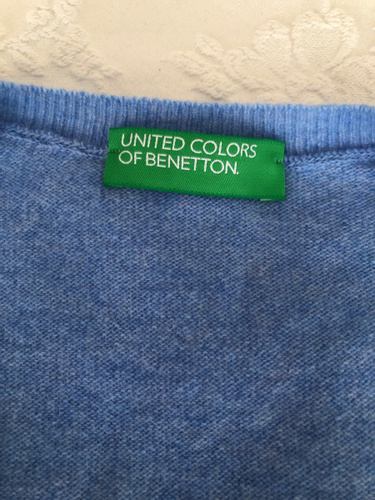 UNITED COLORS
OF BENETTON.